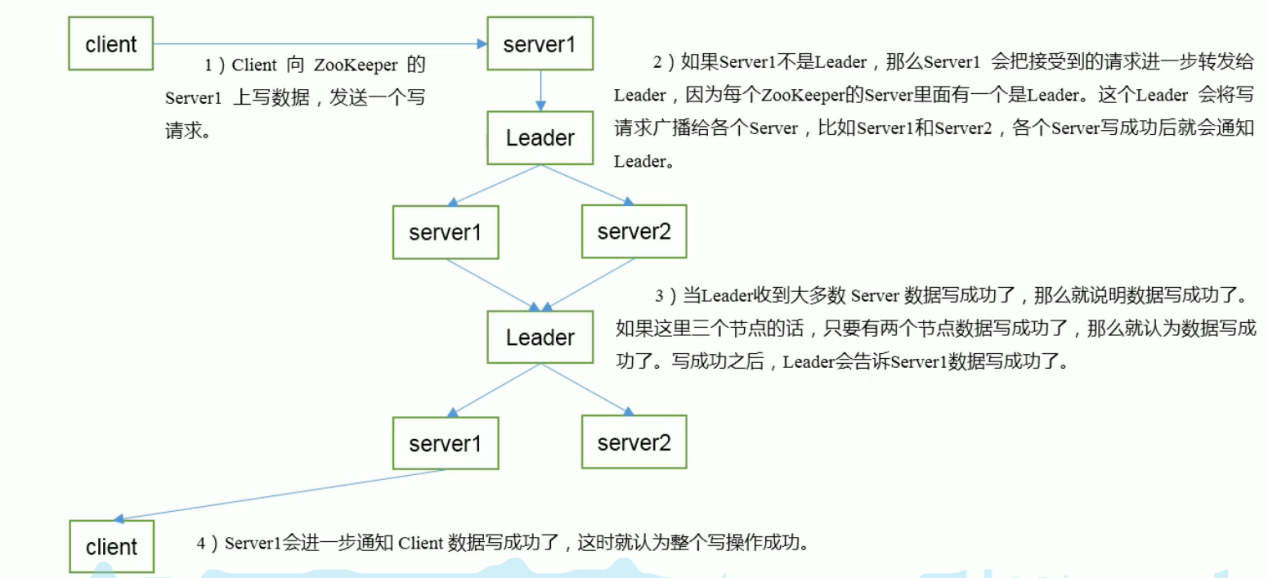 client
server1
1）Client 向 ZooKeeper 的
Server1 上写数据，发送一个写
请求。
2）如果Server1不是Leader，那么Server1 会把接受到的请求进一步转发给
Leader，因为每个ZooKeeper的Server里面有一个是Leader。这个Leader 会将写
请求广播给各个Server，比如Server1和Server2，各个Server写成功后就会通知
Leader。
Leader
server1
server2
3）当Leader收到大多数 Server 数据写成功了，那么就说明数据写成功了。
如果这里三个节点的话，只要有两个节点数据写成功了，那么就认为数据写成
功了。写成功之后，Leader会告诉Server1数据写成功了。
Leader
server1
server2
client
4）Server1会进一步通知 Client 数据写成功了，这时就认为整个写操作成功。